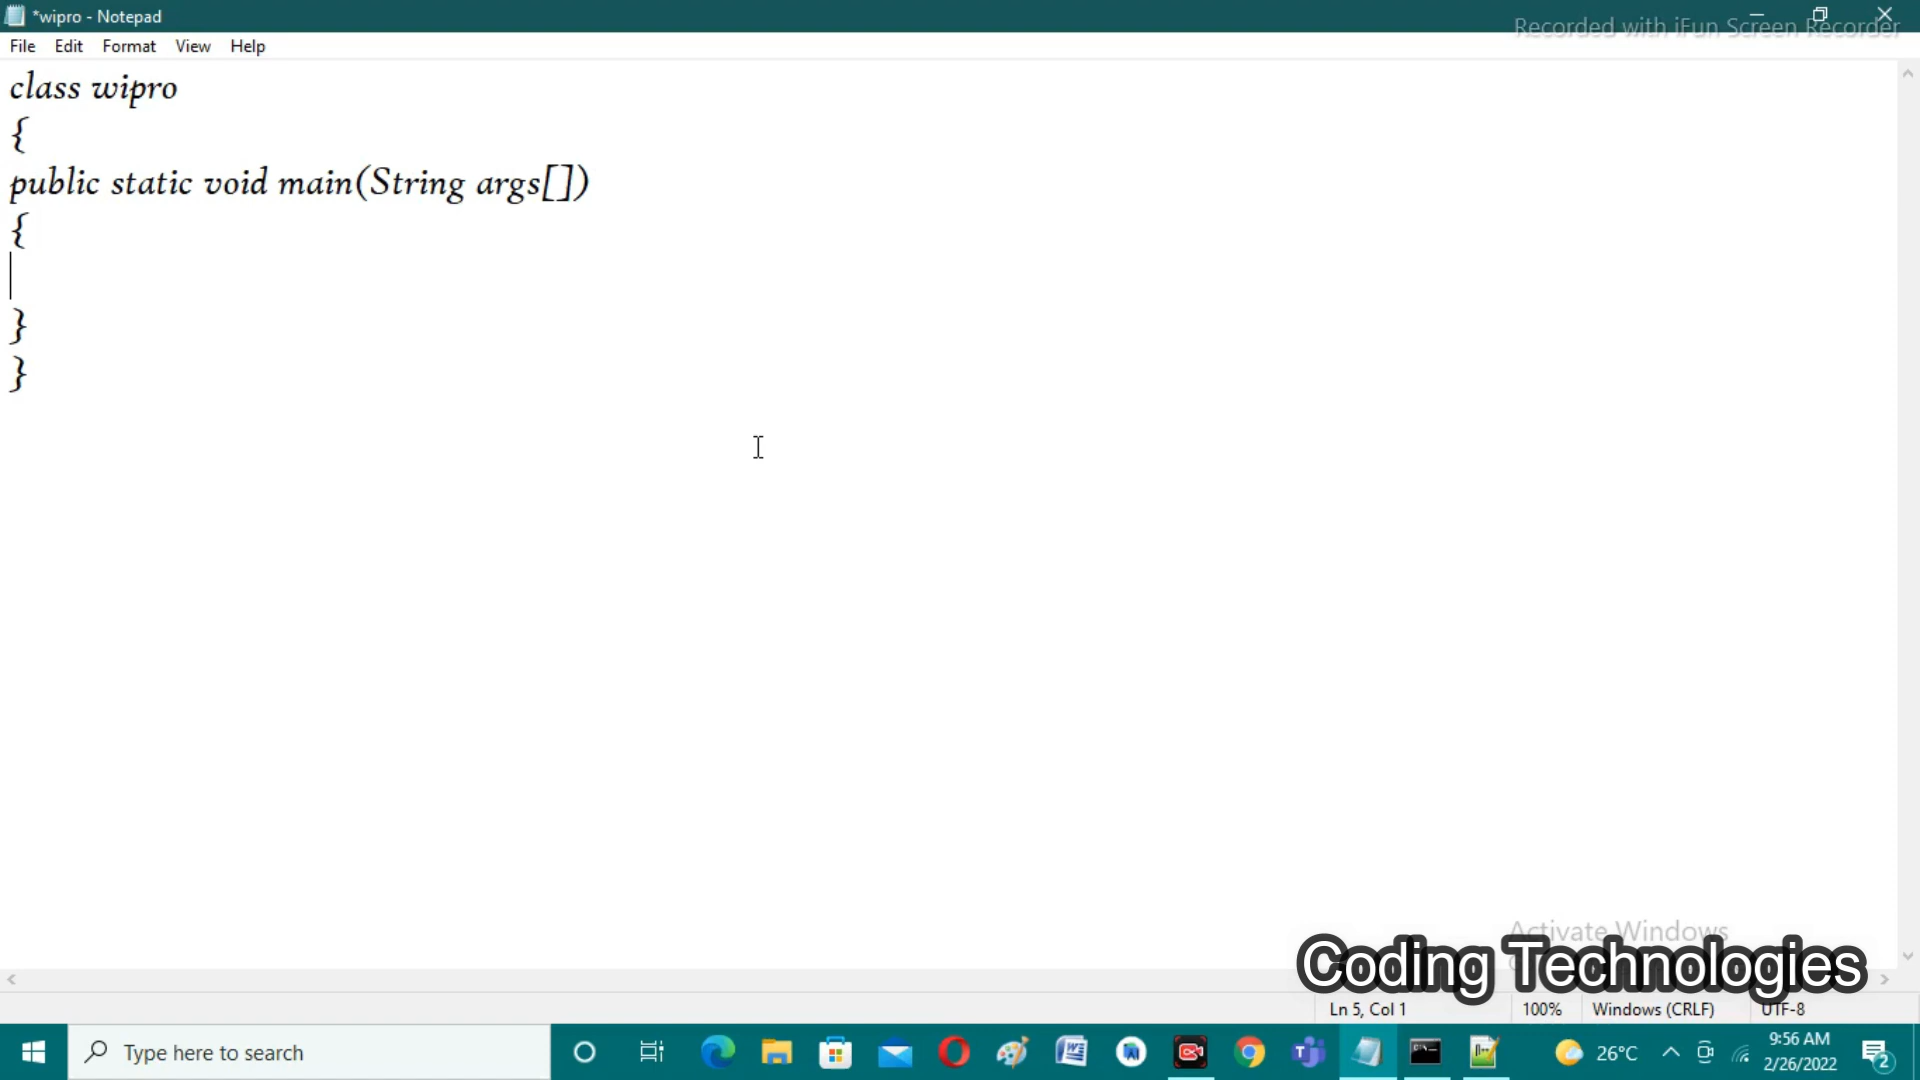 *wipro - Notepad
Recorded with iFun Screen Recorder
File Edit Format View Help
class wipro
{
public static void main(String args[])
{
}
}
Activate Windows
Coding Technologies
Ln 5, Col 1 100% Windows (CRLF) UTF-8
Type here to search
26°C
9:56 AM
2/26/2022
2